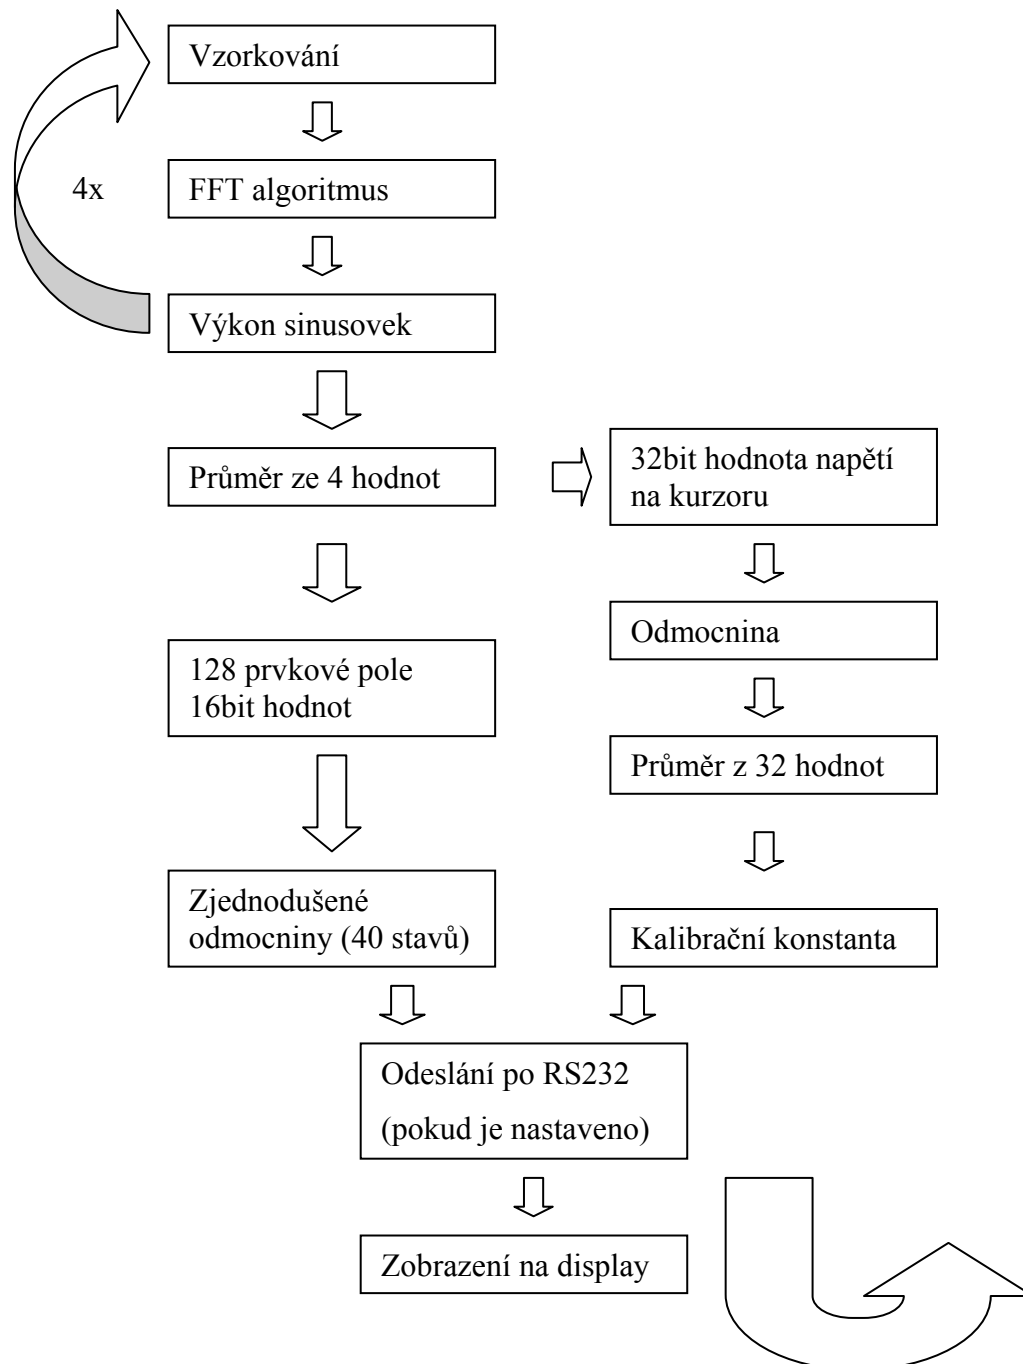 Vzorkování
4x
FFT algoritmus
Výkon sinusovek
Průměr ze 4 hodnot
32bit hodnota napětí
na kurzoru
Odmocnina
128 prvkové pole
16bit hodnot
Průměr z 32 hodnot
Zjednodušené
odmocniny (40 stavů)
Kalibrační konstanta
Odeslání po RS232
(pokud je nastaveno)
Zobrazení na display